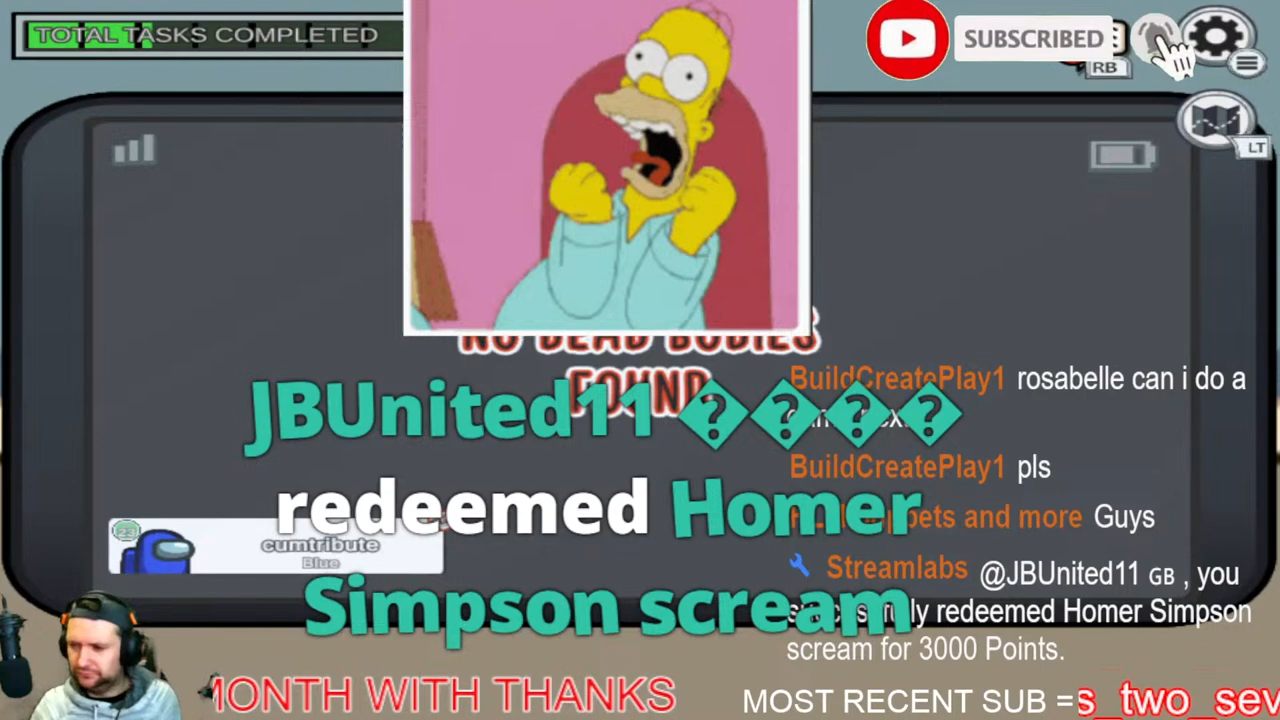 TOTAL TASKS COMPLETED
SUBSCRIBED
RB
LT
NO DEAD BODIES
FOUND
BuildCreatePlay1 rosabelle can i do a
JBUnited11 ����
BuildCreatePlay1 pls
redeemed Homer
and more Guys
23
cumtribute
Blue
Streamlabs @JBUnited11 GB , you
Simpson scream
redeemed Homer Simpson
scream for 3000 Points.
MONTH WITH THANKS
MOST RECENT SUB =s_two_sev